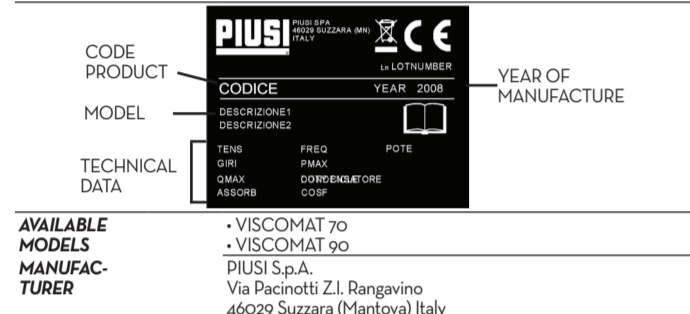 PIUSI
PIUSI SPA
46029 SUZZARA (MN)
ITALY
CE
Ln LOTNUMBER
CODE
PRODUCT
CODICE
YEAR 2008
YEAR OF
MANUFACTURE
MODEL
DESCRIZIONE1
DESCRIZIONE2
TECHNICAL
DATA
TENS FREQ POTE
GIRI PMAX
QMAX
ASSORB COSF
AVAILABLE
MODELS
• VISCOMAT 70
• VISCOMAT 90
MANUFAC-
TURER
PIUSI S.p.A.
Via Pacinotti Z.I. Rangavino
46029 Suzzara (Mantova) Italy